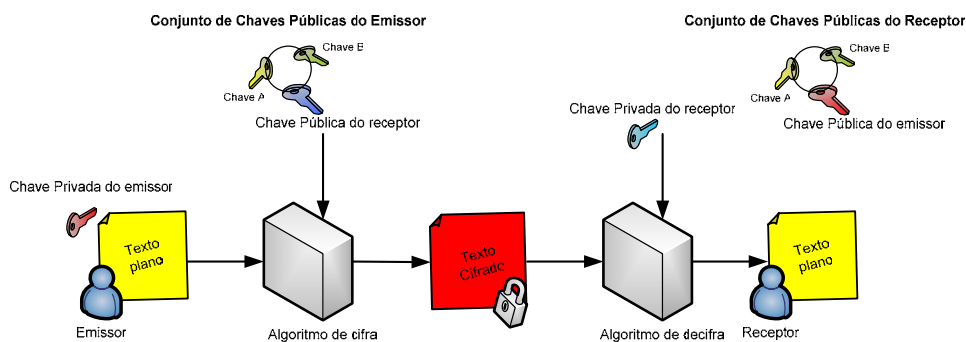 Conjunto de Chaves Públicas do Emissor
Chave B
Chave A
Chave Pública do receptor
Conjunto de Chaves Públicas do Receptor
Chave B
Chave A
Chave Pública do emissor
Chave Privada do receptor
Chave Privada do emissor
Texto
plano
Emissor
Algoritmo de cifra
Texto
Cifrado
Algoritmo de decifra
Texto
plano
Receptor